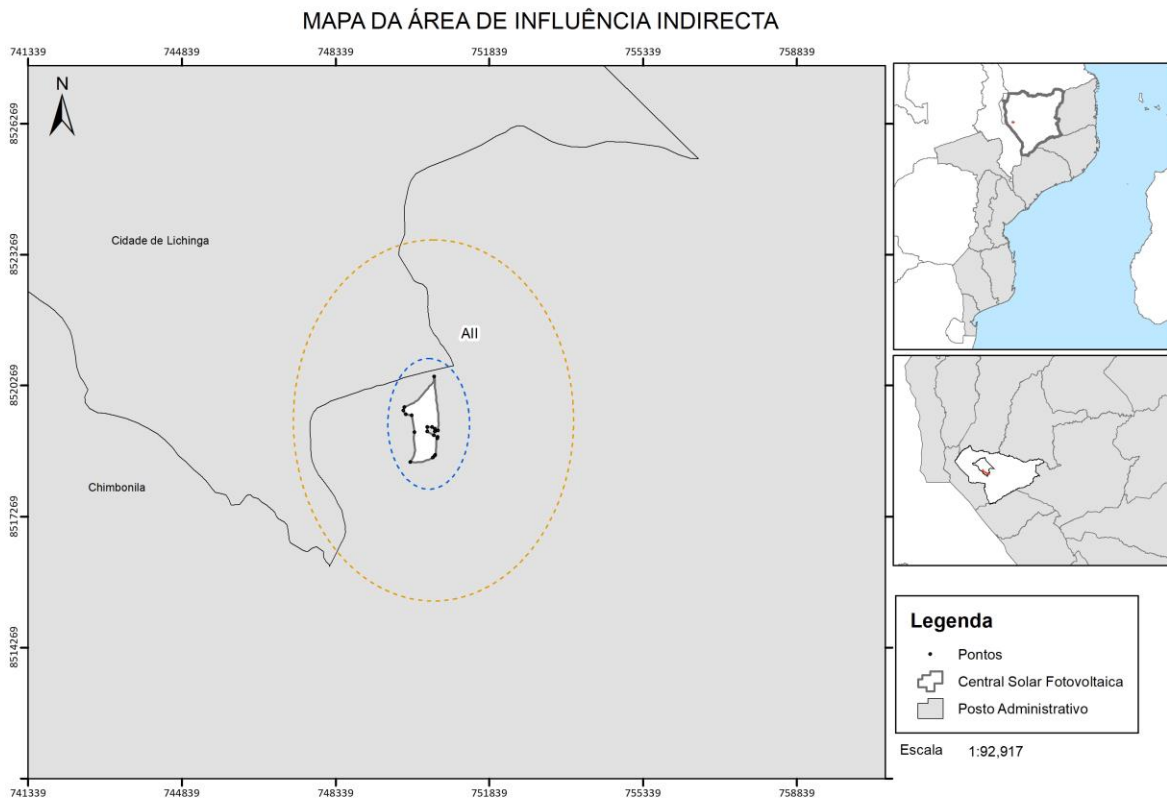 MAPA DA ÁREA DE INFLUÊNCIA INDIRECTA
741339 744839 748339 751839 755339 758839
N
8526269
8523269
8520269
8517269
8514269
Cidade de Lichinga
AII
Chimbonila
741339 744839 748339 751839 755339 758839
Legenda
Pontos
Central Solar Fotovoltaica
Posto Administrativo
Escala 1:92,917